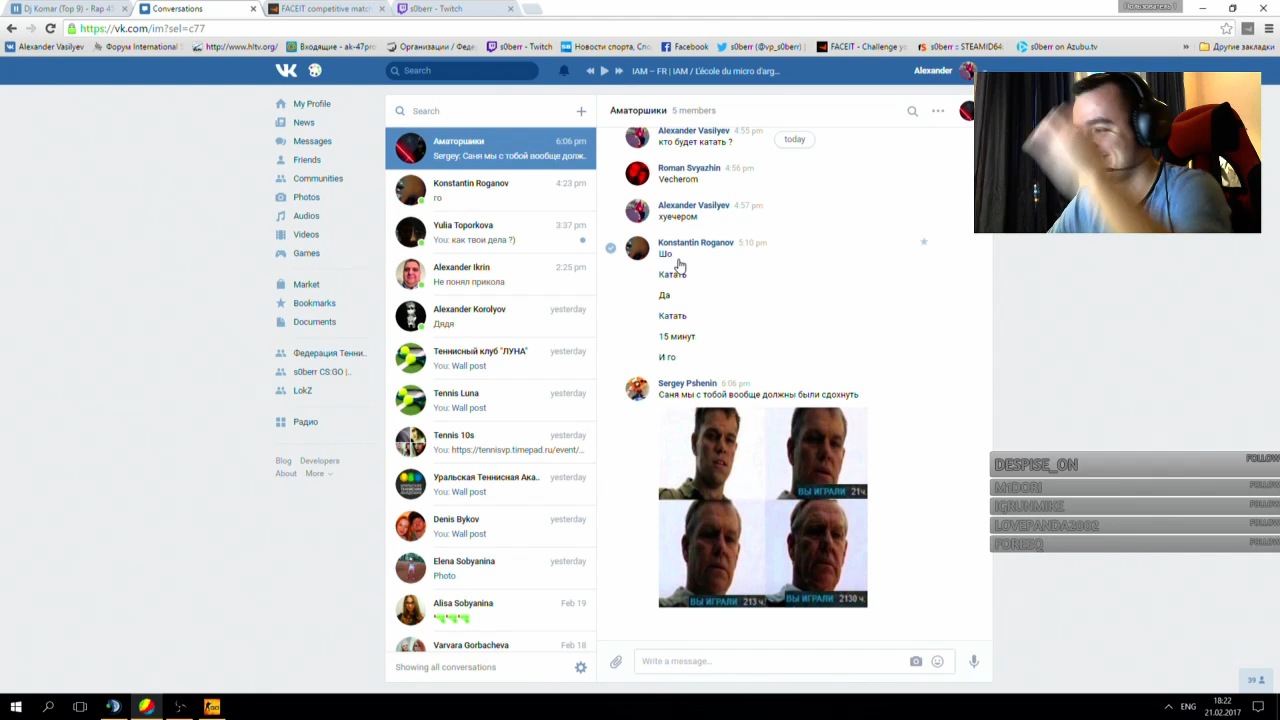 Dj Komar (Top 9) - Rap 4
Conversations
FACEIT competitive match
s0berr - Twitch
https://vk.com/im?sel=c77
Alexander Vasilyev
Форум International
http://www.hltv.org/
Входящие - ak-47prok
Организации / Феде
s0berr - Twitch
Новости спорта, Спо
Facebook
s0berr (@vp_s0berr) |
FACEIT - Challenge yo
s0berr :: STEAMID64:
s0berr on Azubu.tv
Другие закладки
Search
IAM – FR | IAM / L'école du micro d'arg...
Alexander
My Profile
News
Messages
Friends
Communities
Photos
Audios
Videos
Games
Market
Bookmarks
Documents
Федерация Тенни..
s0berr CS:GO |..
LokZ
Радио
Blog Developers
About More
Search
Аматоршики 6:06 pm
Sergey: Саня мы с тобой вообще долж..
Konstantin Roganov 4:23 pm
го
Yulia Toporkova 3:37 pm
You: как твои дела ?)
Alexander Ikrin 2:25 pm
Не понял прикола
Alexander Korolyov yesterday
Дядя
Теннисный клуб "ЛУНА" yesterday
You: Wall post
Tennis Luna yesterday
You: Wall post
Tennis 10s yesterday
You: https://tennisvp.timepad.ru/event/...
Уральская Теннисная Ака.. yesterday
You: Wall post
Denis Bykov yesterday
You: Wall post
Elena Sobyanina yesterday
Photo
Alisa Sobyanina Feb 19
Varvara Gorbacheva Feb 18
Showing all conversations
Аматоршики 5 members
Alexander Vasilyev 4:55 pm
today
кто будет катать ?
Roman Svyazhin 4:56 pm
Vecherom
Alexander Vasilyev 4:57 pm
хуечером
Konstantin Roganov 5:10 pm
Шо
Катать
Да
Катать
15 минут
И го
Sergey Pshenin 6:06 pm
Саня мы с тобой вообще должны были сдохнуть
ВЫ ИГРАЛИ 21ч.
ВЫ ИГРАЛИ 213 ч.
ВЫ ИГРАЛИ 2130 ч.
Write a message...
DESPISE_ON FOLLOW
M1DORI FOLLOW
IGRUNMIKE FOLLOW
LOVEPANDA2002 FOLLOW
FOLLOW
39
ENG
18:22
21.02.2017